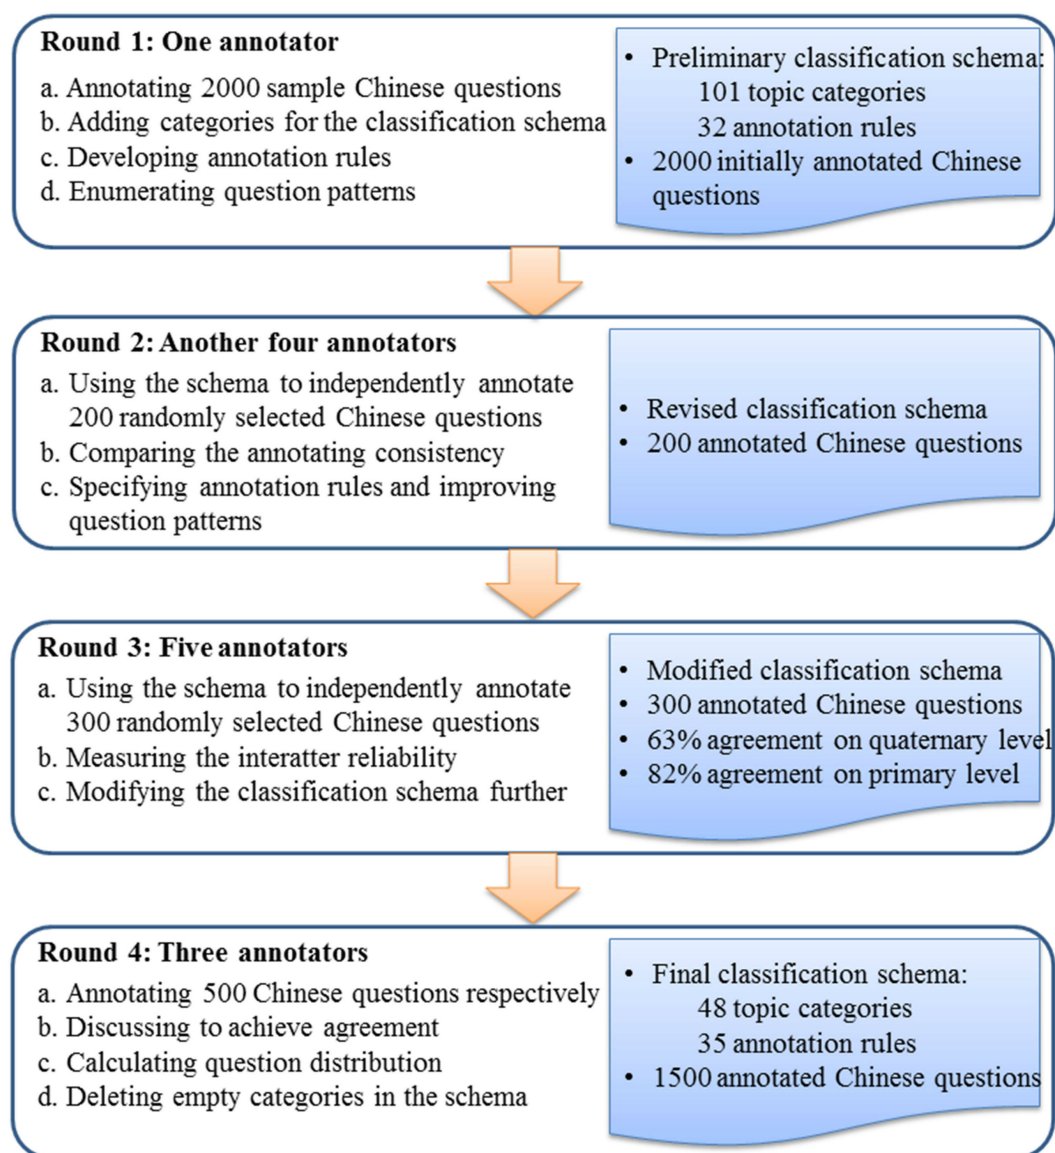 Round 1: One annotator
a. Annotating 2000 sample Chinese questions
b. Adding categories for the classification schema
c. Developing annotation rules
d. Enumerating question patterns
• Preliminary classification schema:
101 topic categories
32 annotation rules
• 2000 initially annotated Chinese
questions
Round 2: Another four annotators
a. Using the schema to independently annotate
200 randomly selected Chinese questions
b. Comparing the annotating consistency
c. Specifying annotation rules and improving
question patterns
• Revised classification schema
• 200 annotated Chinese questions
Round 3: Five annotators
a. Using the schema to independently annotate
300 randomly selected Chinese questions
b. Measuring the interatter reliability
c. Modifying the classification schema further
• Modified classification schema
• 300 annotated Chinese questions
• 63% agreement on quaternary level
• 82% agreement on primary level
Round 4: Three annotators
a. Annotating 500 Chinese questions respectively
b. Discussing to achieve agreement
c. Calculating question distribution
d. Deleting empty categories in the schema
• Final classification schema:
48 topic categories
35 annotation rules
• 1500 annotated Chinese questions